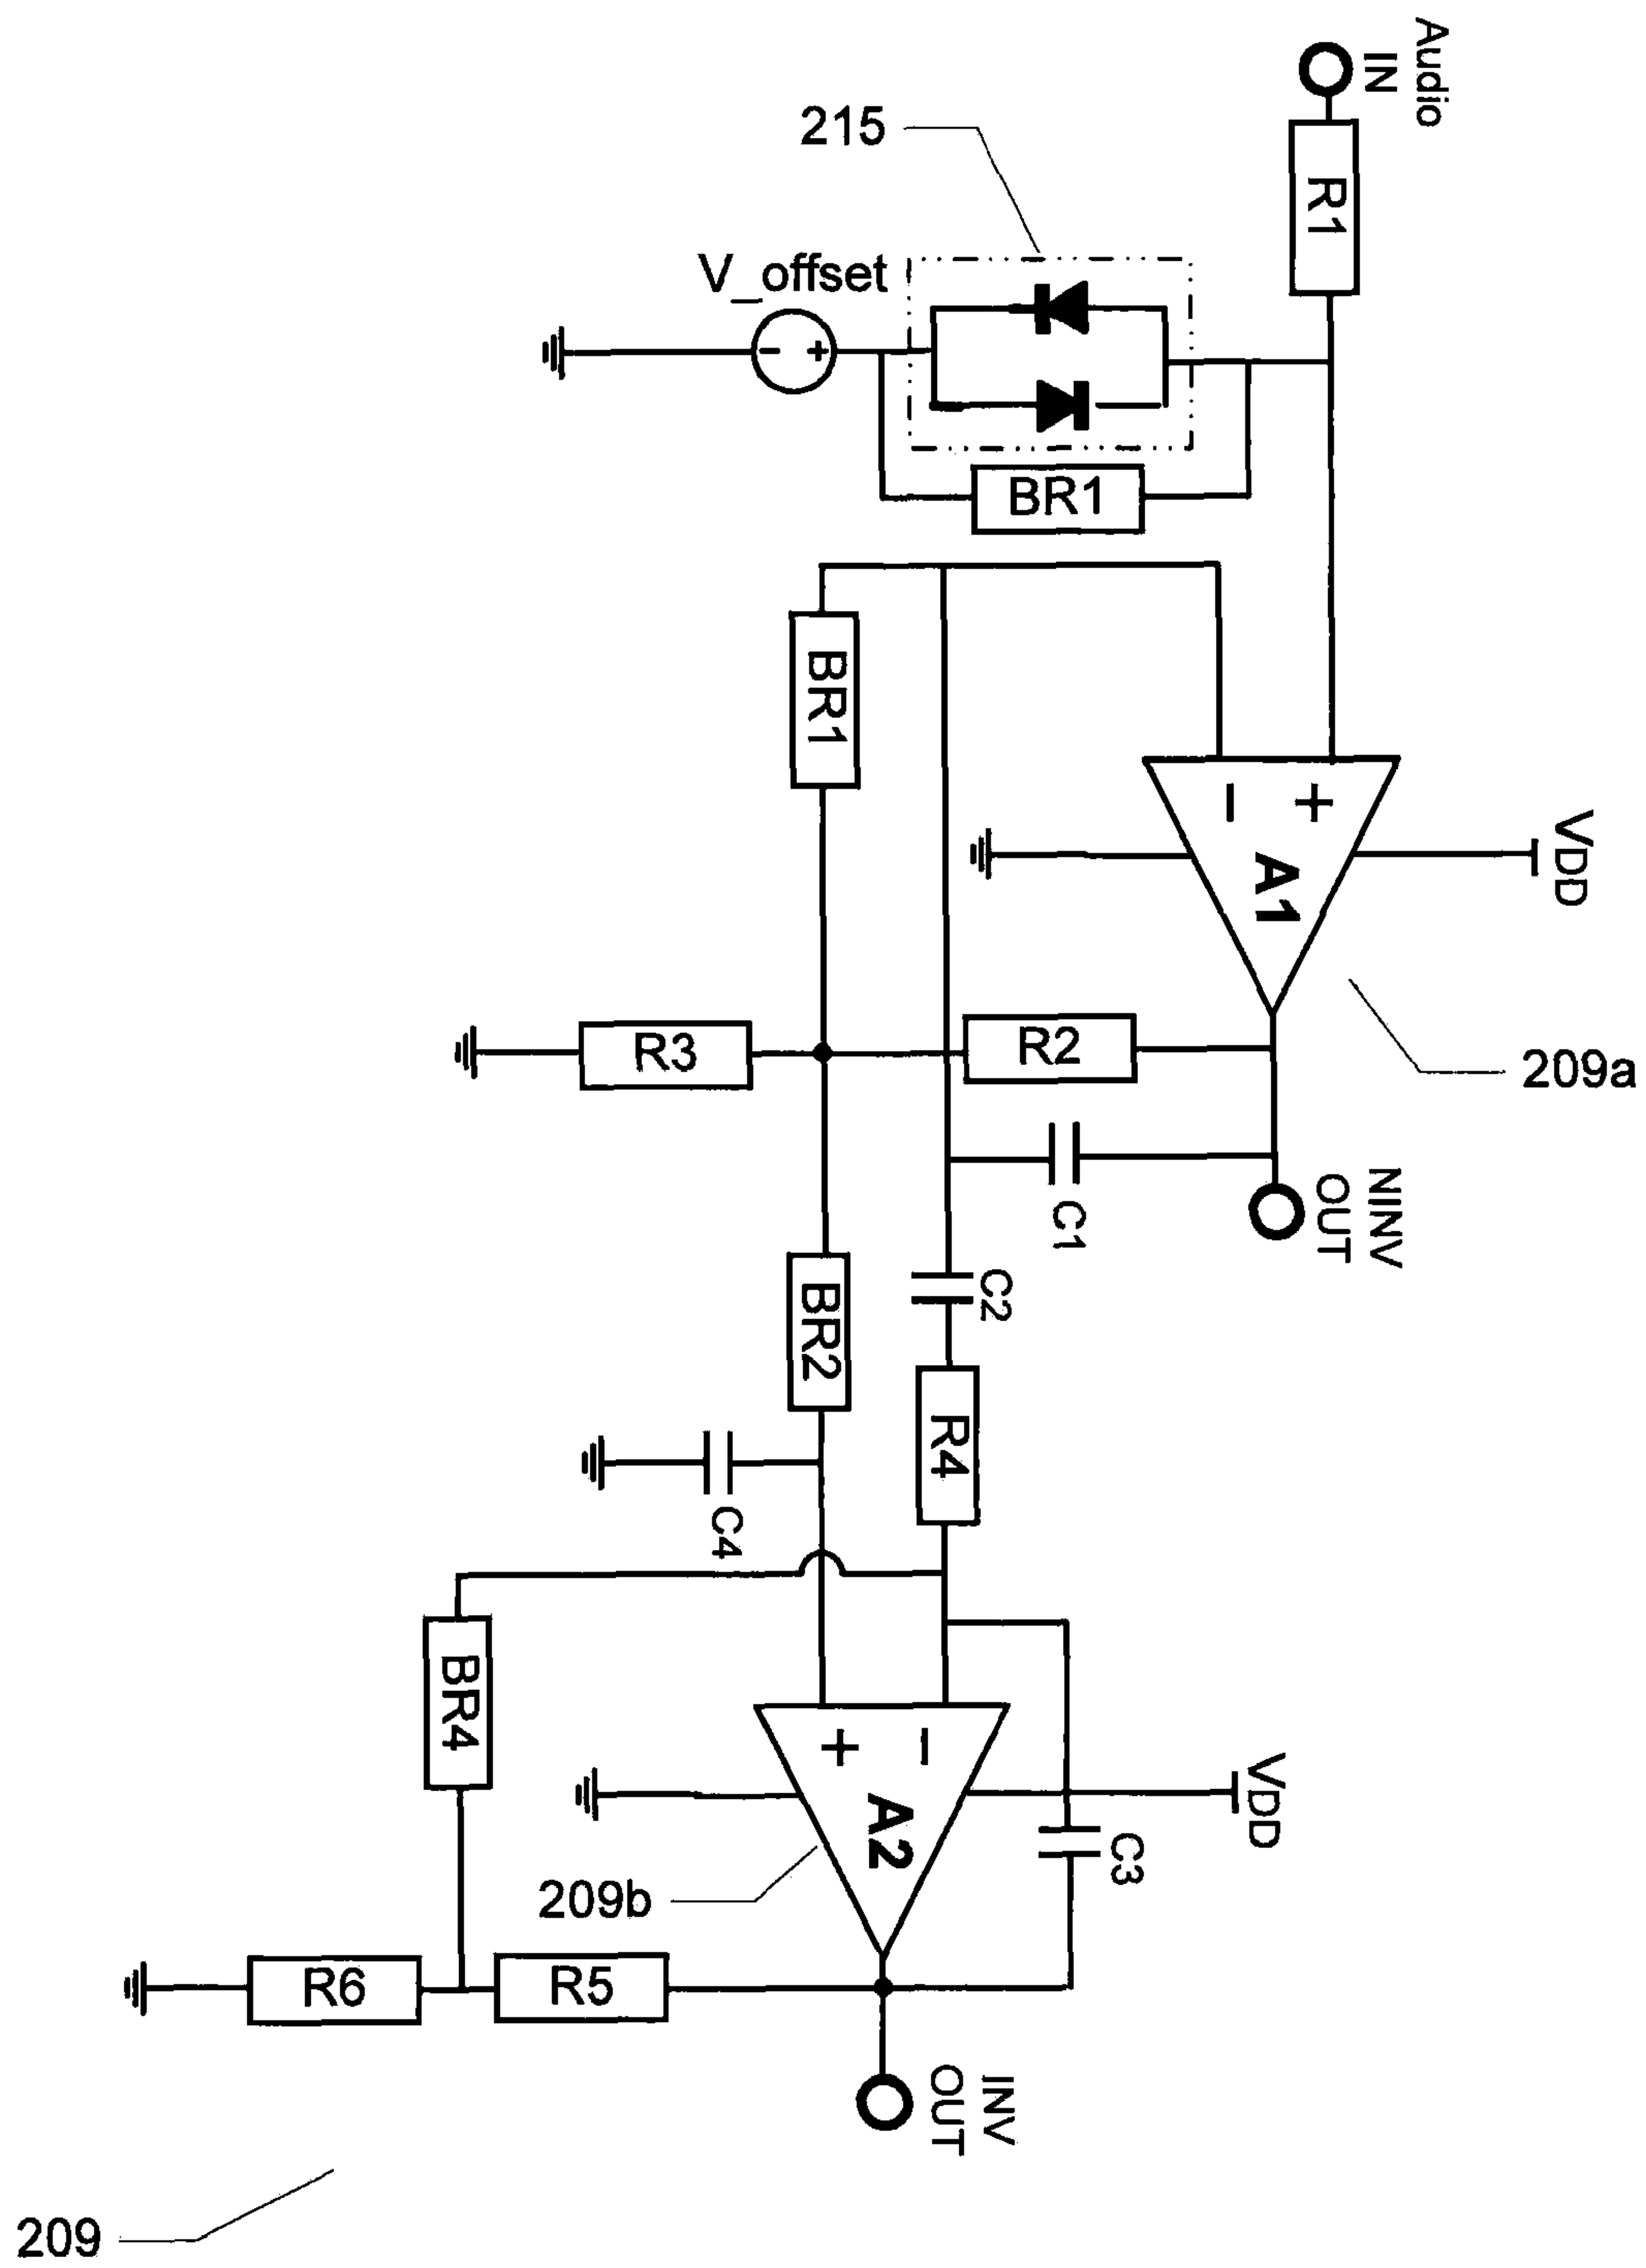 Audio
IN
R1
215
V_offset
- +
BR1
BR1
- +
A1
VDD
209a
R3
R2
C1
NINV
OUT
BR2
C2
R4
C4
BR4
+ -
A2
VDD
C3
209b
R6
R5
INV
OUT
209